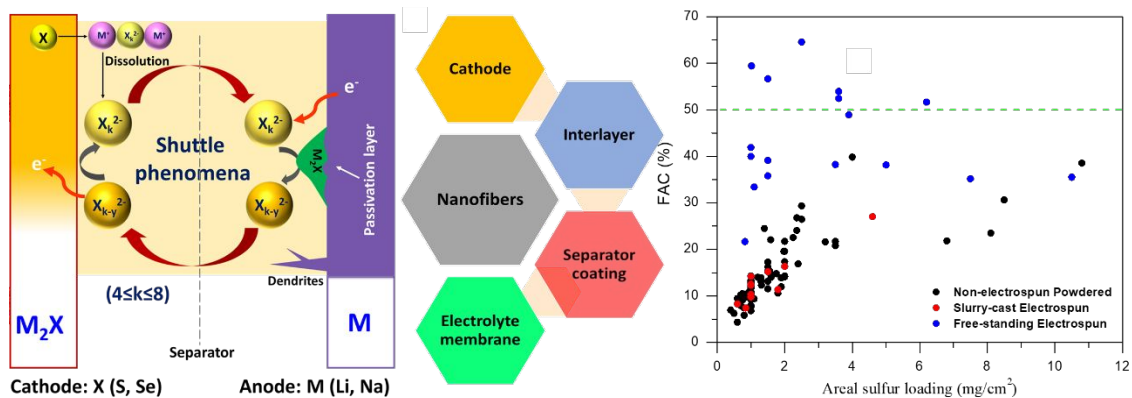 X
M⁺
Xₖ²⁻
M⁺
Dissolution
e⁻
Xₖ²⁻
Xₖ²⁻
Shuttle
phenomena
M₂X
Passivation layer
e⁻
Xₖ₋ᵧ²⁻
Xₖ₋ᵧ²⁻
Dendrites
(4≤k≤8)
M₂X
M
Separator
Cathode: X (S, Se)
Anode: M (Li, Na)
Cathode
Interlayer
Nanofibers
Separator
coating
Electrolyte
membrane
FAC (%)
70
60
50
40
30
20
10
0
Non-electrospun Powdered
Slurry-cast Electrospun
Free-standing Electrospun
0 2 4 6 8 10 12
Areal sulfur loading (mg/cm²)